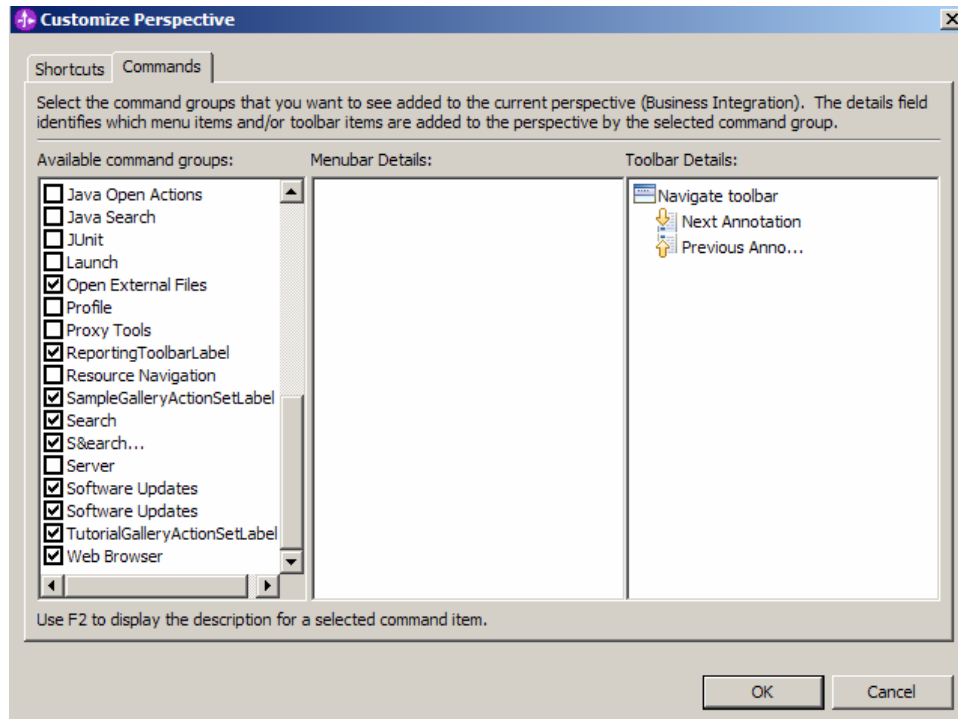 Customize Perspective
Shortcuts Commands
Select the command groups that you want to see added to the current perspective (Business Integration). The details field
identifies which menu items and/or toolbar items are added to the perspective by the selected command group.
Available command groups: Menubar Details: Toolbar Details:
Java Open Actions
Java Search
JUnit
Launch
Open External Files
Profile
Proxy Tools
ReportingToolbarLabel
Resource Navigation
SampleGalleryActionSetLabel
Search
S&earch...
Server
Software Updates
Software Updates
TutorialGalleryActionSetLabel
Web Browser
Navigate toolbar
Next Annotation
Previous Anno...
Use F2 to display the description for a selected command item.
OK Cancel